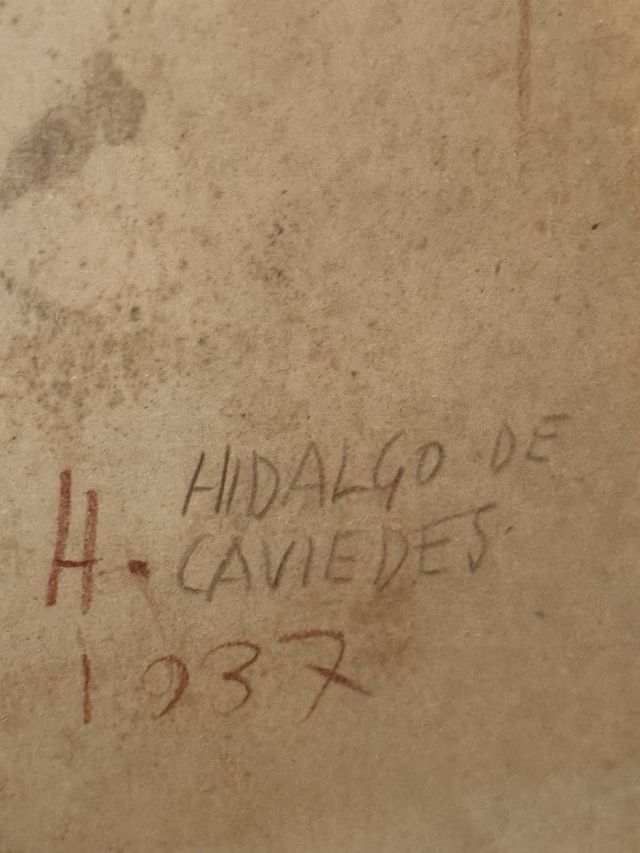 HIDALGO DE
H. CAVIEDES.
1937